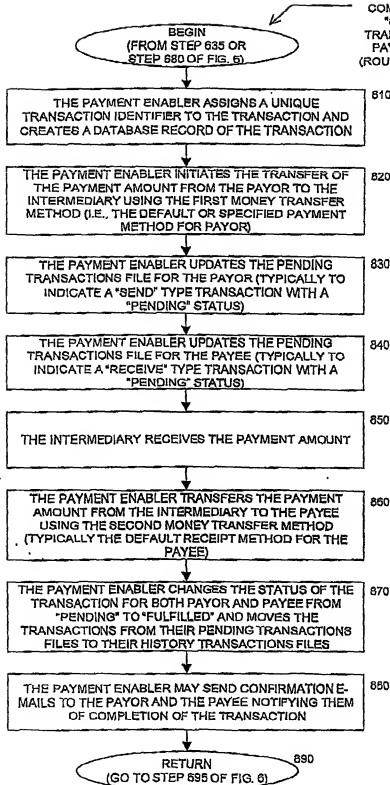 COM
TRAN
PAY
(ROU
BEGIN
(FROM STEP 635 OR
STEP 680 OF FIG. 6)
810
THE PAYMENT ENABLER ASSIGNS A UNIQUE
TRANSACTION IDENTIFIER TO THE TRANSACTION AND
CREATES A DATABASE RECORD OF THE TRANSACTION
820
THE PAYMENT ENABLER INITIATES THE TRANSFER OF
THE PAYMENT AMOUNT FROM THE PAYOR TO THE
INTERMEDIARY USING THE FIRST MONEY TRANSFER
METHOD (I.E., THE DEFAULT OR SPECIFIED PAYMENT
METHOD FOR PAYOR)
830
THE PAYMENT ENABLER UPDATES THE PENDING
TRANSACTIONS FILE FOR THE PAYOR (TYPICALLY TO
INDICATE A "SEND" TYPE TRANSACTION WITH A
"PENDING" STATUS)
840
THE PAYMENT ENABLER UPDATES THE PENDING
TRANSACTIONS FILE FOR THE PAYEE (TYPICALLY TO
INDICATE A "RECEIVE" TYPE TRANSACTION WITH A
"PENDING" STATUS)
850
THE INTERMEDIARY RECEIVES THE PAYMENT AMOUNT
860
THE PAYMENT ENABLER TRANSFERS THE PAYMENT
AMOUNT FROM THE INTERMEDIARY TO THE PAYEE
USING THE SECOND MONEY TRANSFER METHOD
(TYPICALLY THE DEFAULT RECEIPT METHOD FOR THE
PAYEE)
870
THE PAYMENT ENABLER CHANGES THE STATUS OF THE
TRANSACTION FOR BOTH PAYOR AND PAYEE FROM
"PENDING" TO "FULFILLED" AND MOVES THE
TRANSACTIONS FROM THEIR PENDING TRANSACTIONS
FILES TO THEIR HISTORY TRANSACTIONS FILES
880
THE PAYMENT ENABLER MAY SEND CONFIRMATION E-
MAILS TO THE PAYOR AND THE PAYEE NOTIFYING THEM
OF COMPLETION OF THE TRANSACTION
890
RETURN
(GO TO STEP 695 OF FIG. 6)